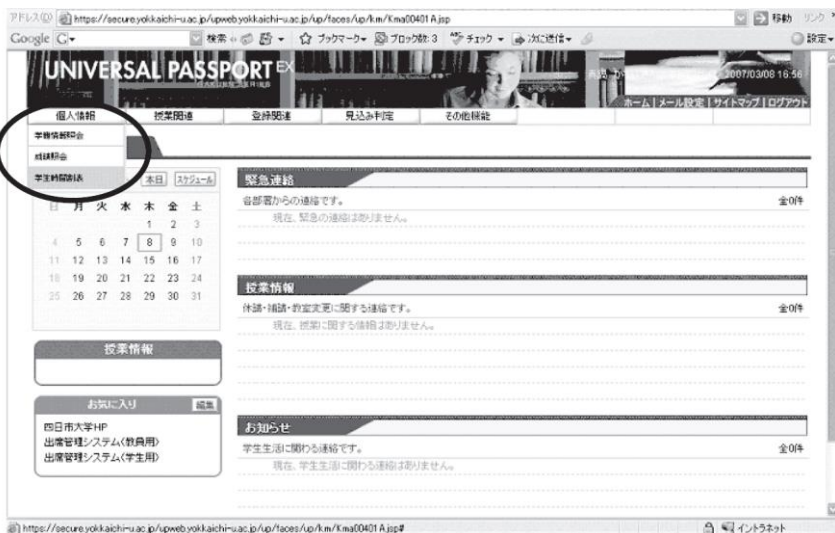 アドレス(D) https://secure.yokkaichi-u.ac.jp/upweb.yokkaichi-u.ac.jp/up/faces/up/km/Kma00401A.jsp 移動 リンク
Google G 検索 ブックマーク ブロック数: 3 チェック 次に送信 設定
UNIVERSAL PASSPORT EX
2007/03/08 16:56
ホーム | メール設定 | サイトマップ | ログアウト
個人情報 授業関連 登録関連 見込み判定 その他機能
学籍情報照会
成績照会
学生時間割表
本日 スケジュール
日 月 火 水 木 金 土
1 2 3
4 5 6 7 8 9 10
11 12 13 14 15 16 17
18 19 20 21 22 23 24
25 26 27 28 29 30 31
授業情報
お気に入り 編集
四日市大学HP
出席管理システム(教員用)
出席管理システム(学生用)
緊急連絡
各部署からの連絡です。 全0件
現在、緊急の連絡はありません。
授業情報
休講・補講・教室変更に関する連絡です。 全0件
現在、授業に関する情報はありません。
お知らせ
学生生活に関わる連絡です。 全0件
現在、学生生活に関わる連絡はありません。
https://secure.yokkaichi-u.ac.jp/upweb.yokkaichi-u.ac.jp/up/faces/up/km/Kma00401A.jsp# イントラネット